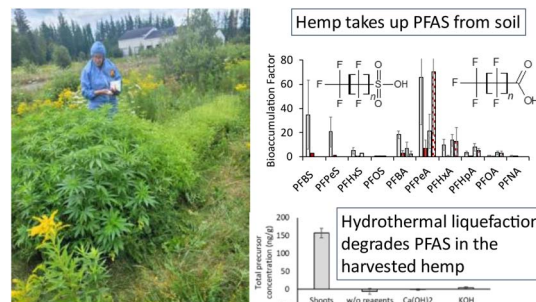 Hemp takes up PFAS from soil
Bioaccumulation Factor
80
60
40
20
0
F
F
F
F
F
n
O
S
OH
O
F
F
F
F
F
n
O
OH
PFBS
PFPeS
PFHxS
PFOS
PFBA
PFPeA
PFHxA
PFHpA
PFOA
PFNA
Hydrothermal liquefaction
degrades PFAS in the
harvested hemp
Total precursor
concentration (ng/g)
200
150
100
50
0
Shoots
w/o reagents
Ca(OH)2
KOH